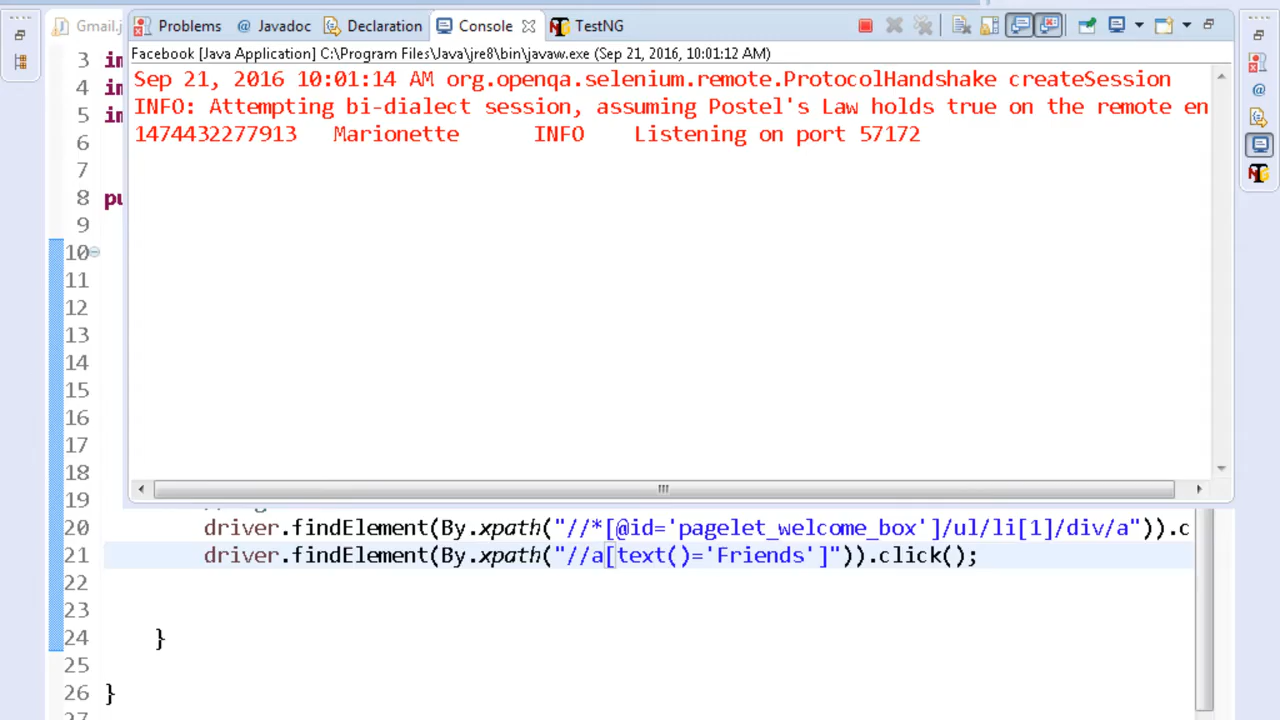 Gmail.j
Problems @ Javadoc Declaration Console TestNG
Facebook [Java Application] C:\Program Files\Java\jre8\bin\javaw.exe (Sep 21, 2016, 10:01:12 AM)
Sep 21, 2016 10:01:14 AM org.openqa.selenium.remote.ProtocolHandshake createSession
INFO: Attempting bi-dialect session, assuming Postel's Law holds true on the remote en
1474432277913 Marionette INFO Listening on port 57172
3 im
4 im
5 im
6
7
8 pu
9
10
11
12
13
14
15
16
17
18
19
20 driver.findElement(By.xpath("//*[@id='pagelet_welcome_box']/ul/li[1]/div/a")).c
21 driver.findElement(By.xpath("//a[text()='Friends']")).click();
22
23
24 }
25
26 }
27